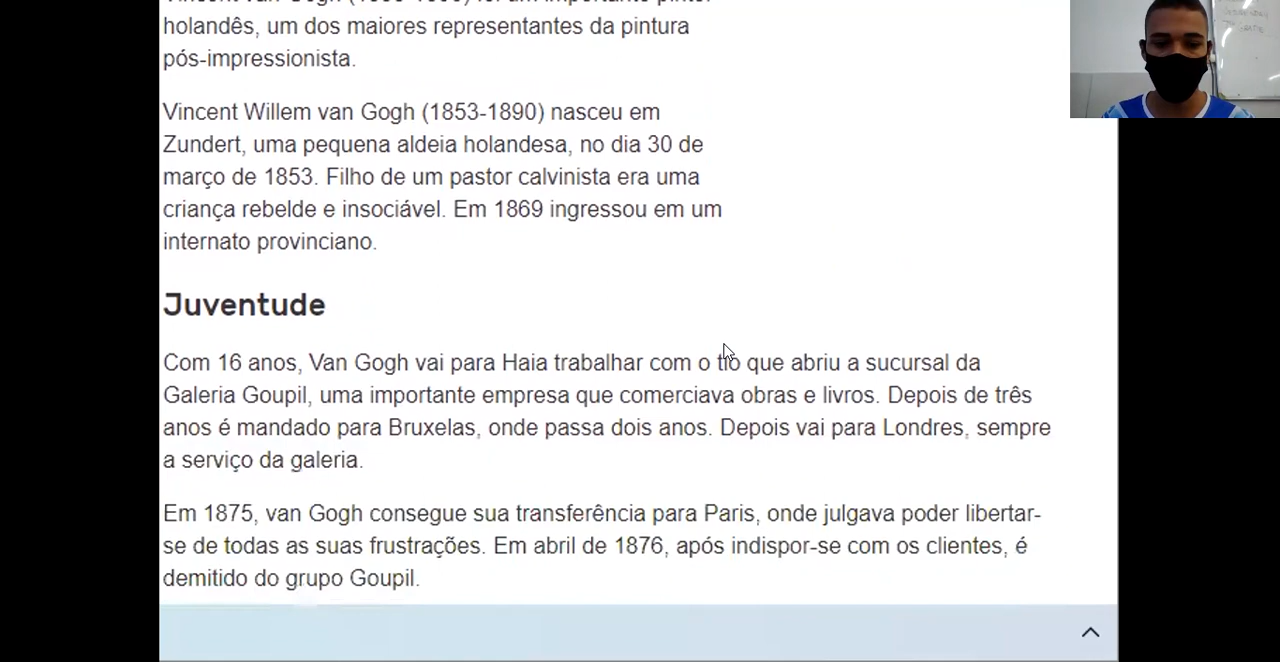 holandês, um dos maiores representantes da pintura
pós-impressionista.
Vincent Willem van Gogh (1853-1890) nasceu em
Zundert, uma pequena aldeia holandesa, no dia 30 de
março de 1853. Filho de um pastor calvinista era uma
criança rebelde e insociável. Em 1869 ingressou em um
internato provinciano.
Juventude
Com 16 anos, Van Gogh vai para Haia trabalhar com o tio que abriu a sucursal da
Galeria Goupil, uma importante empresa que comerciava obras e livros. Depois de três
anos é mandado para Bruxelas, onde passa dois anos. Depois vai para Londres, sempre
a serviço da galeria.
Em 1875, van Gogh consegue sua transferência para Paris, onde julgava poder libertar-
se de todas as suas frustrações. Em abril de 1876, após indispor-se com os clientes, é
demitido do grupo Goupil.